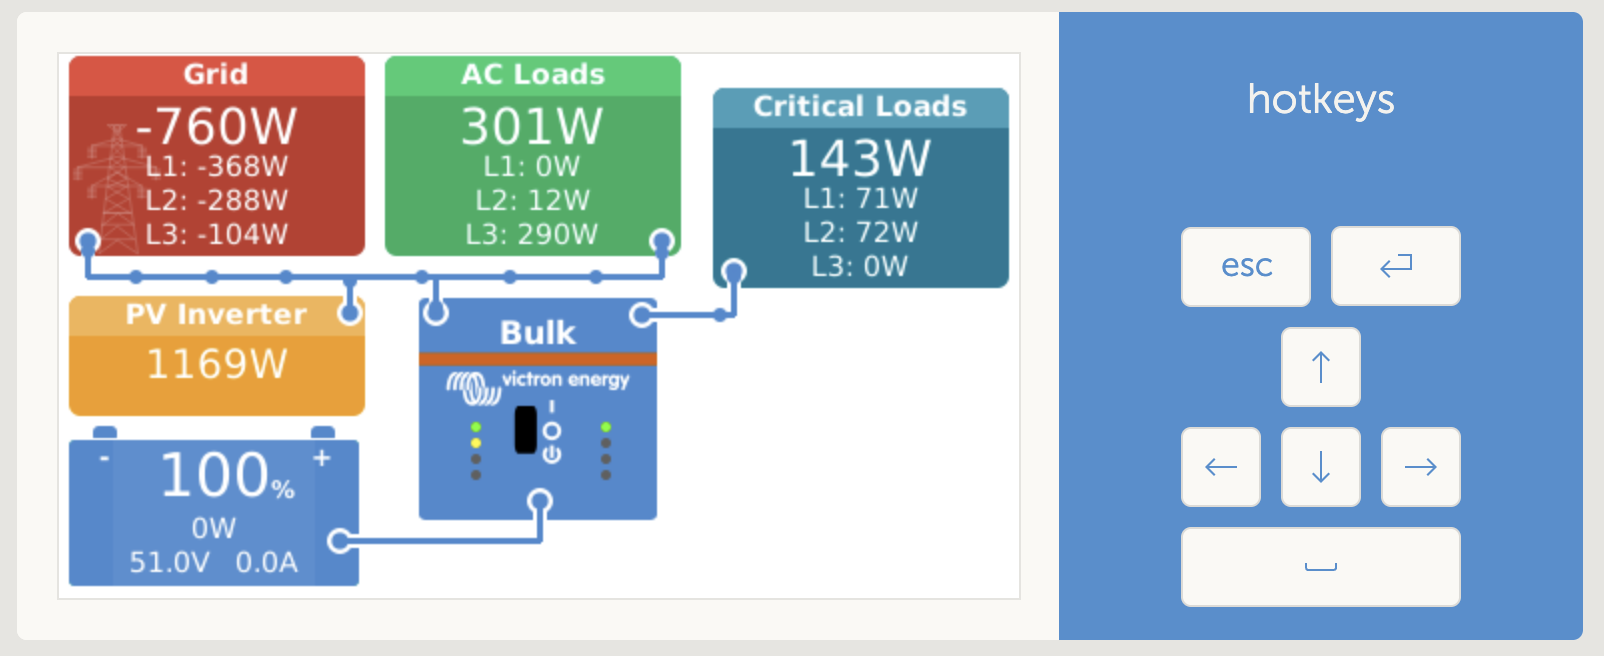 Grid
-760W
L1: -368W
L2: -288W
L3: -104W
AC Loads
301W
L1: 0W
L2: 12W
L3: 290W
Critical Loads
143W
L1: 71W
L2: 72W
L3: 0W
PV Inverter
1169W
Bulk
victron energy
- +
100%
0W
51.0V 0.0A
hotkeys
esc